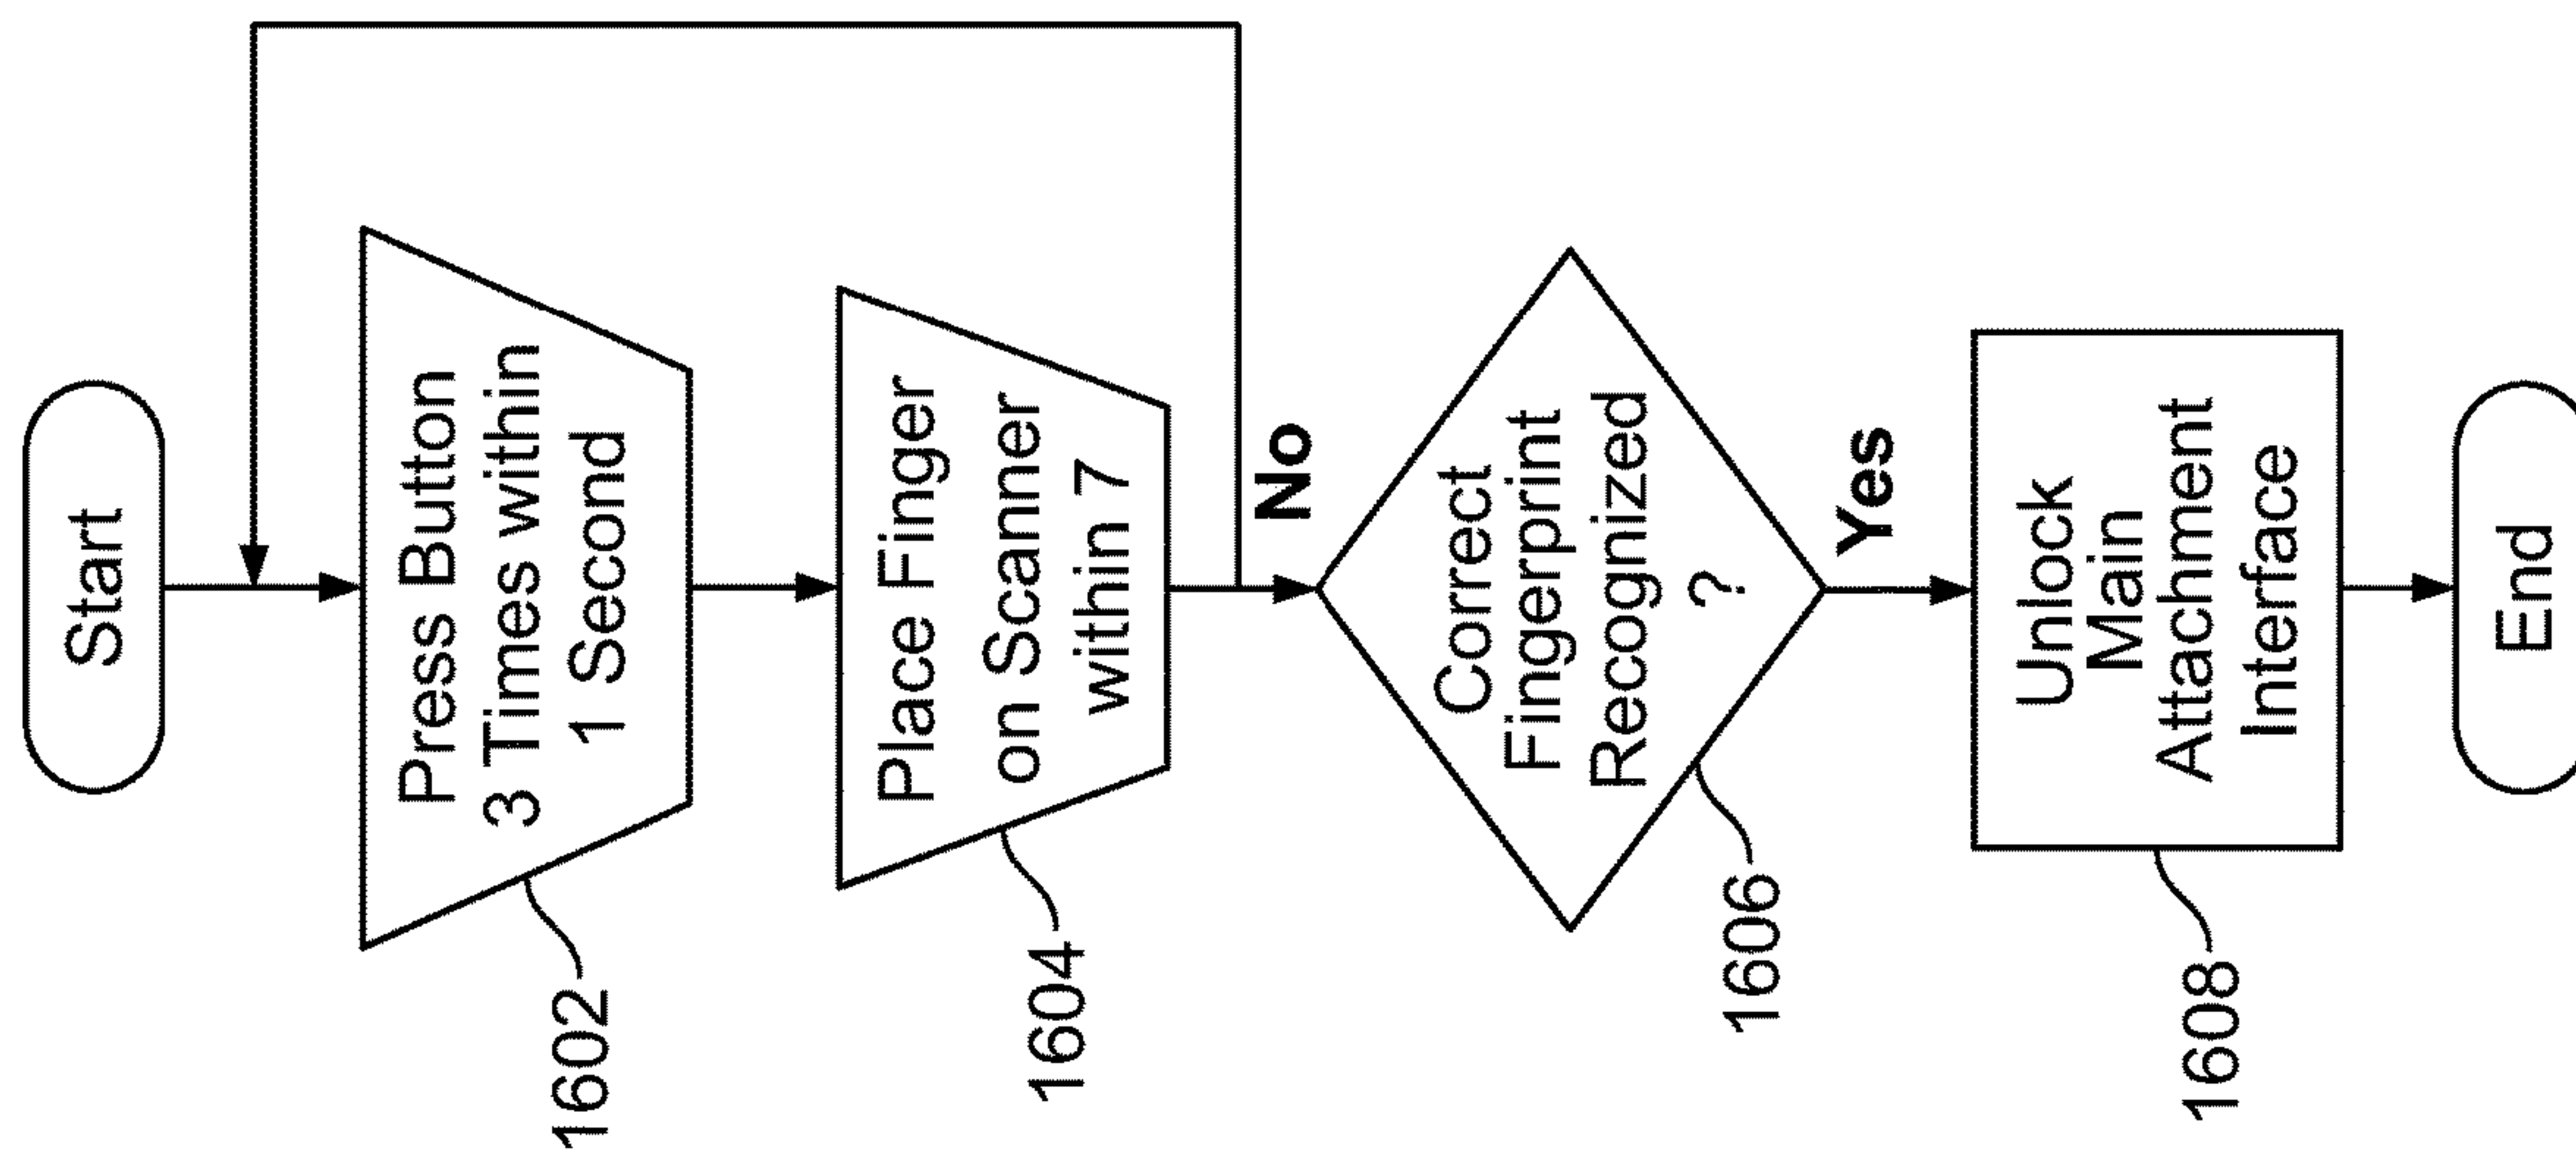 Start
Press Button
3 Times within
1 Second
1602
Place Finger
on Scanner
within 7
1604
No
Correct
Fingerprint
Recognized
?
1606
Yes
Unlock
Main
Attachment
Interface
1608
End